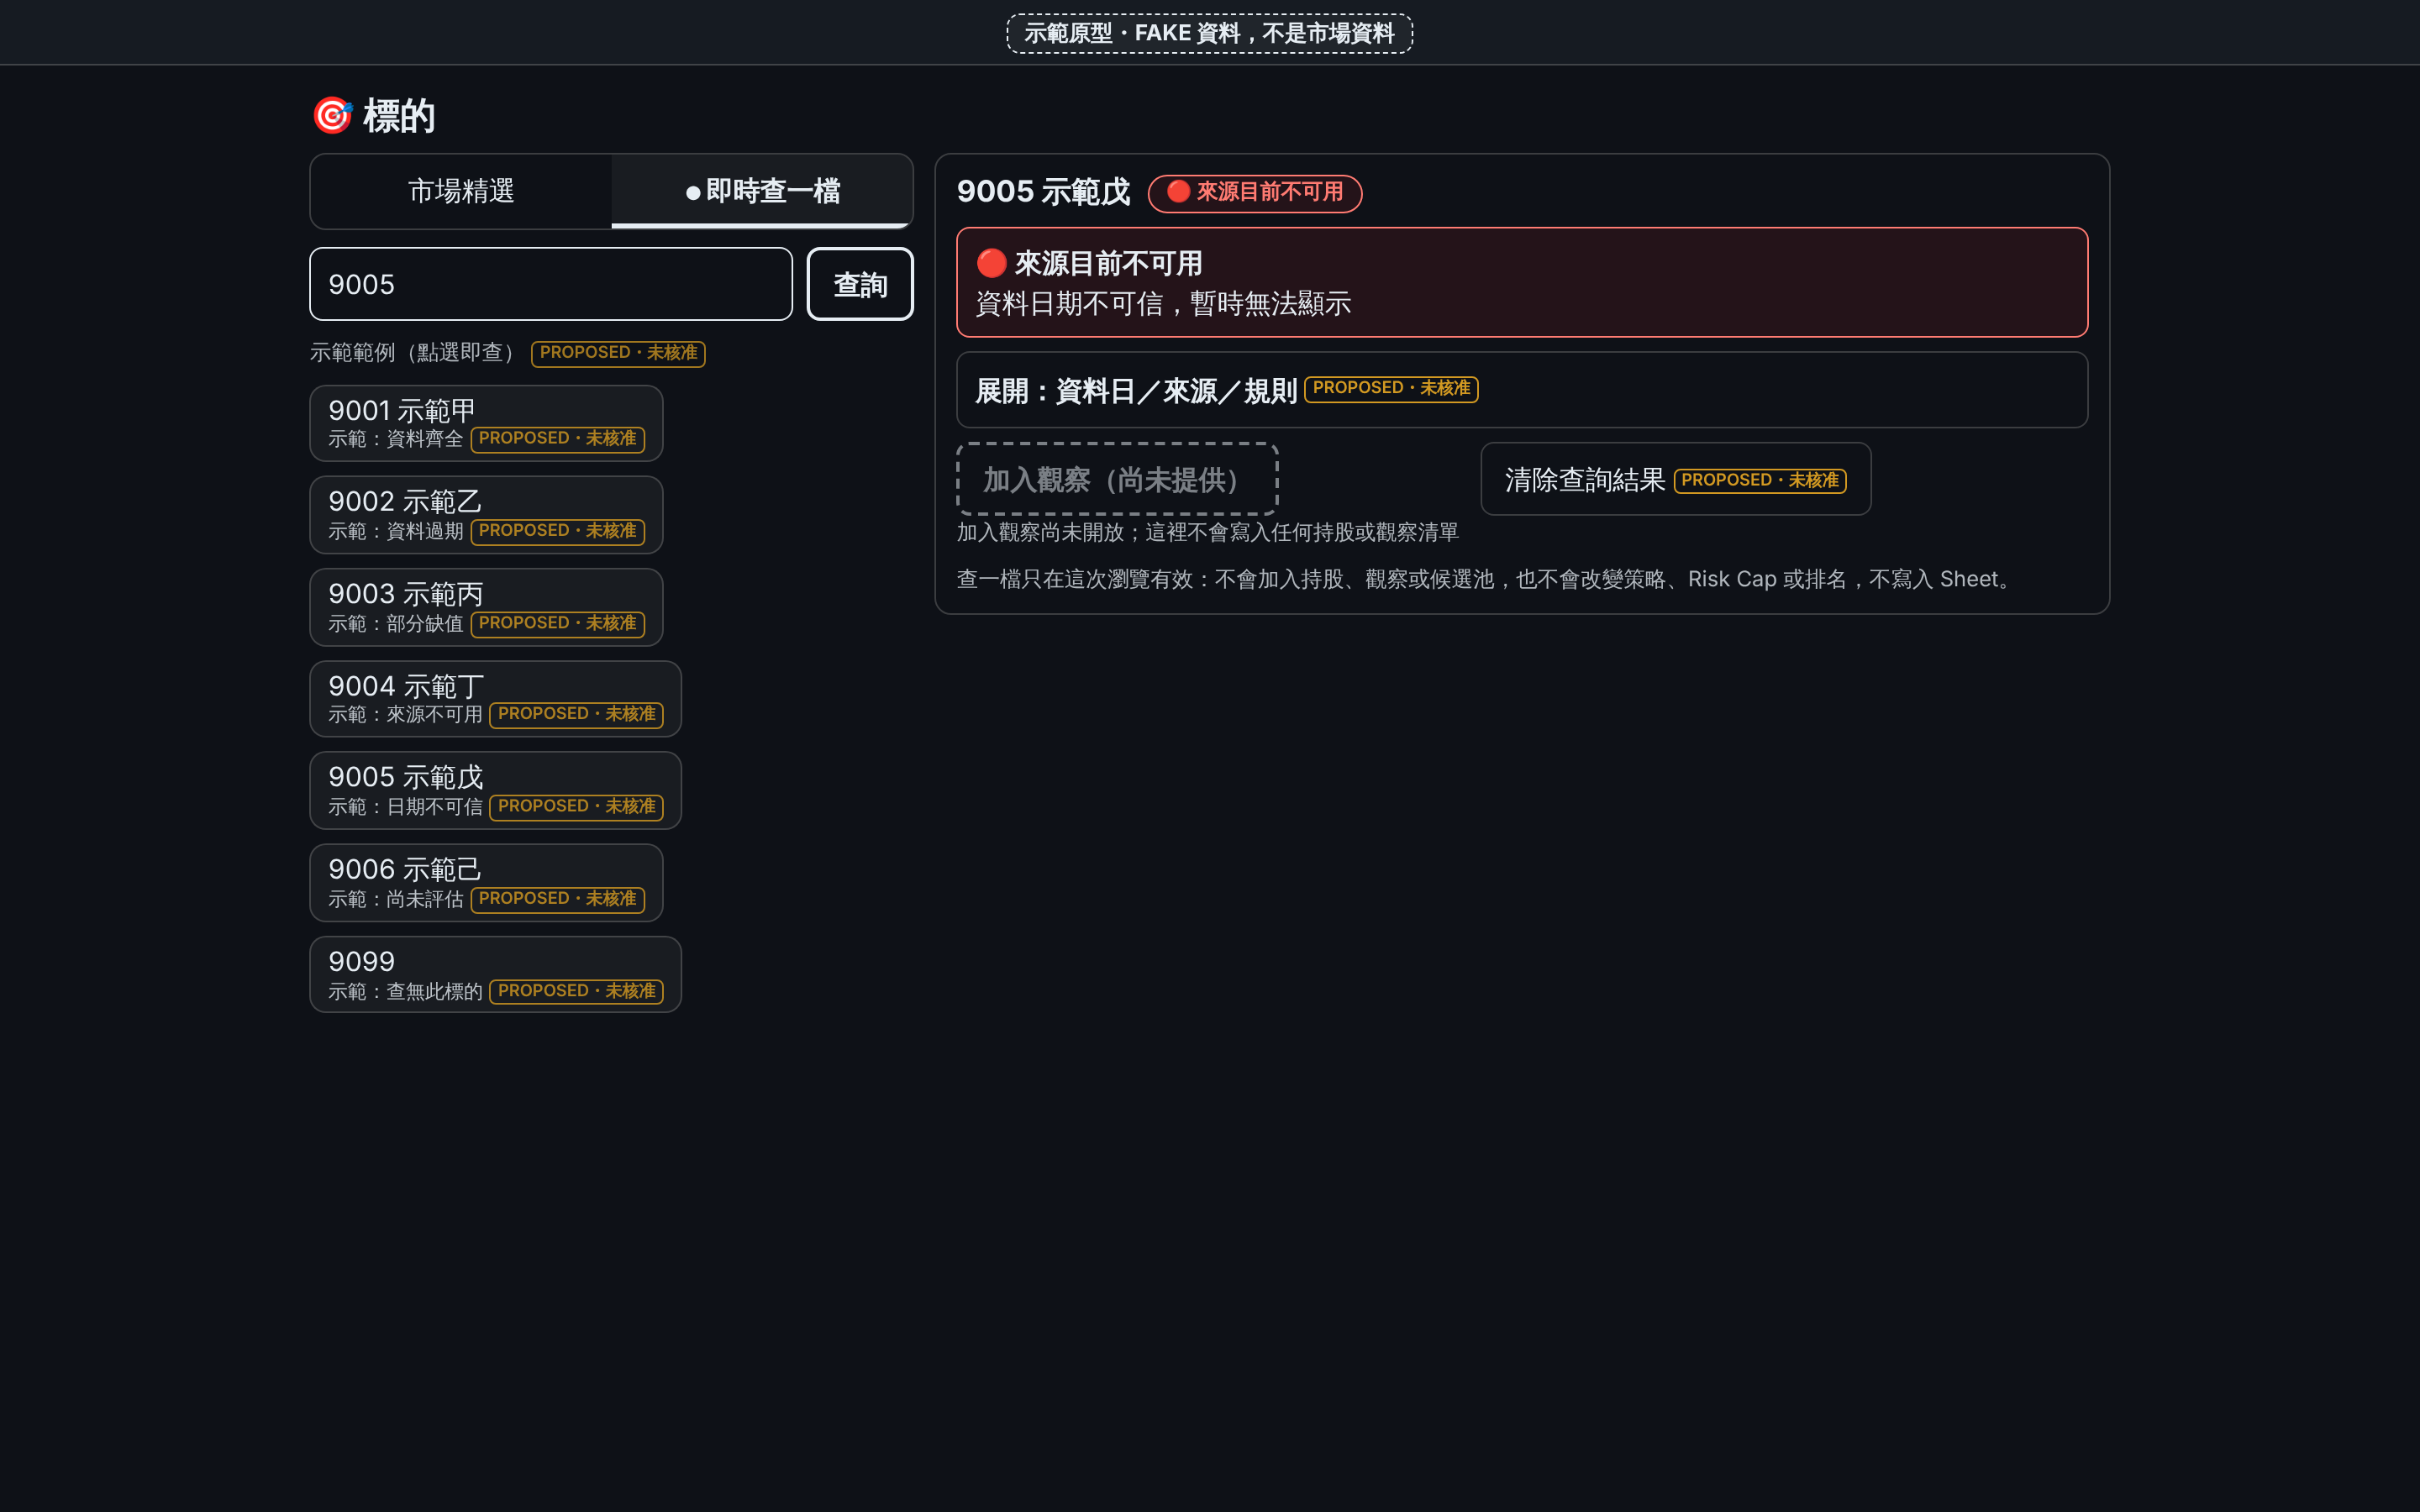 示範原型・FAKE 資料，不是市場資料
🎯 標的
市場精選
●即時查一檔
9005
查詢
示範範例（點選即查） PROPOSED・未核准
9001 示範甲
示範：資料齊全 PROPOSED・未核准
9002 示範乙
示範：資料過期 PROPOSED・未核准
9003 示範丙
示範：部分缺值 PROPOSED・未核准
9004 示範丁
示範：來源不可用 PROPOSED・未核准
9005 示範戊
示範：日期不可信 PROPOSED・未核准
9006 示範己
示範：尚未評估 PROPOSED・未核准
9099
示範：查無此標的 PROPOSED・未核准
9005 示範戊 🔴 來源目前不可用
🔴 來源目前不可用
資料日期不可信，暫時無法顯示
展開：資料日／來源／規則 PROPOSED・未核准
加入觀察（尚未提供）
清除查詢結果 PROPOSED・未核准
加入觀察尚未開放；這裡不會寫入任何持股或觀察清單
查一檔只在這次瀏覽有效：不會加入持股、觀察或候選池，也不會改變策略、Risk Cap 或排名，不寫入 Sheet。